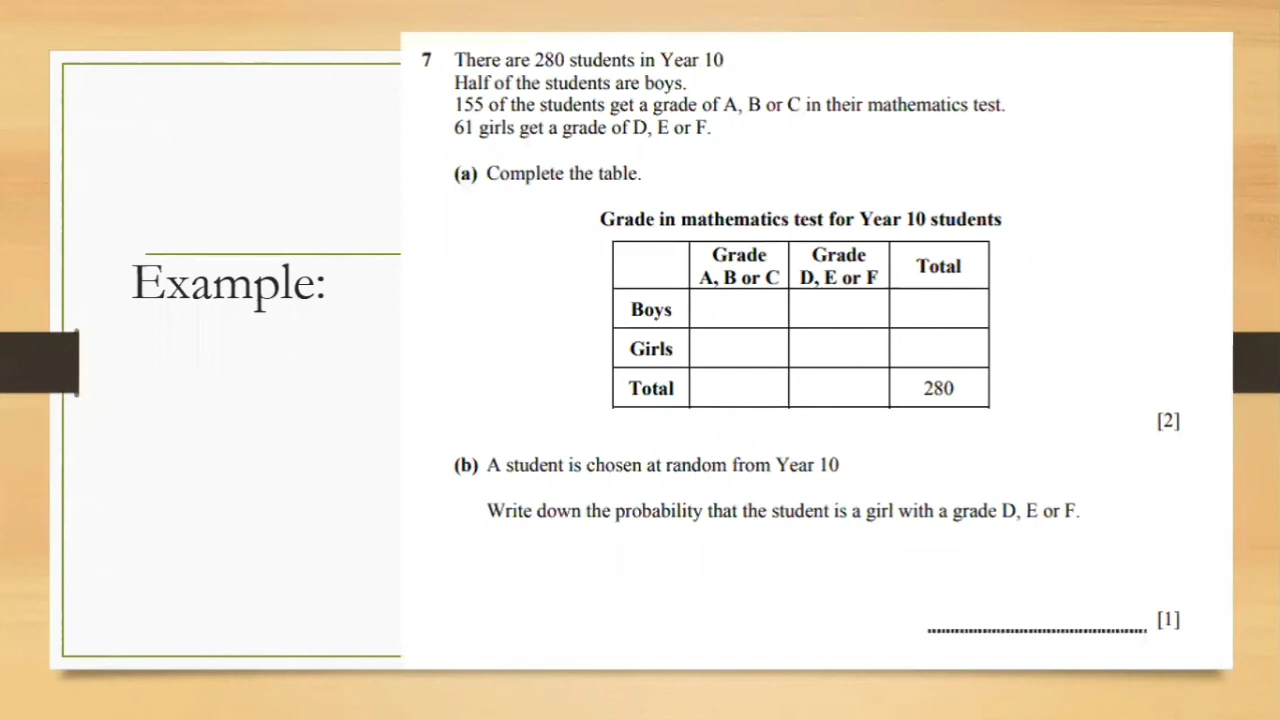 Example:
7 There are 280 students in Year 10
Half of the students are boys.
155 of the students get a grade of A, B or C in their mathematics test.
61 girls get a grade of D, E or F.
(a) Complete the table.
Grade in mathematics test for Year 10 students
Grade A, B or C Grade D, E or F Total
Boys
Girls
Total 280
[2]
(b) A student is chosen at random from Year 10
Write down the probability that the student is a girl with a grade D, E or F.
[1]